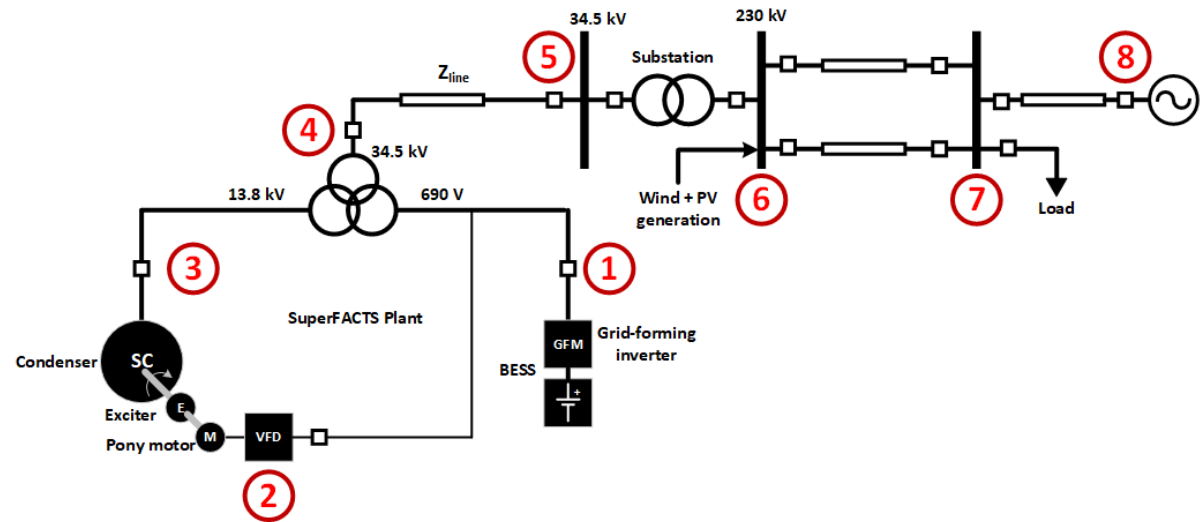 34.5 kV
230 kV
5
Substation
8
Zline
4
34.5 kV
13.8 kV
690 V
Wind + PV
generation
6
7
Load
3
1
SuperFACTS Plant
Condenser
SC
GFM
Grid-forming
inverter
BESS
+
Exciter
E
Pony motor
M
VFD
2